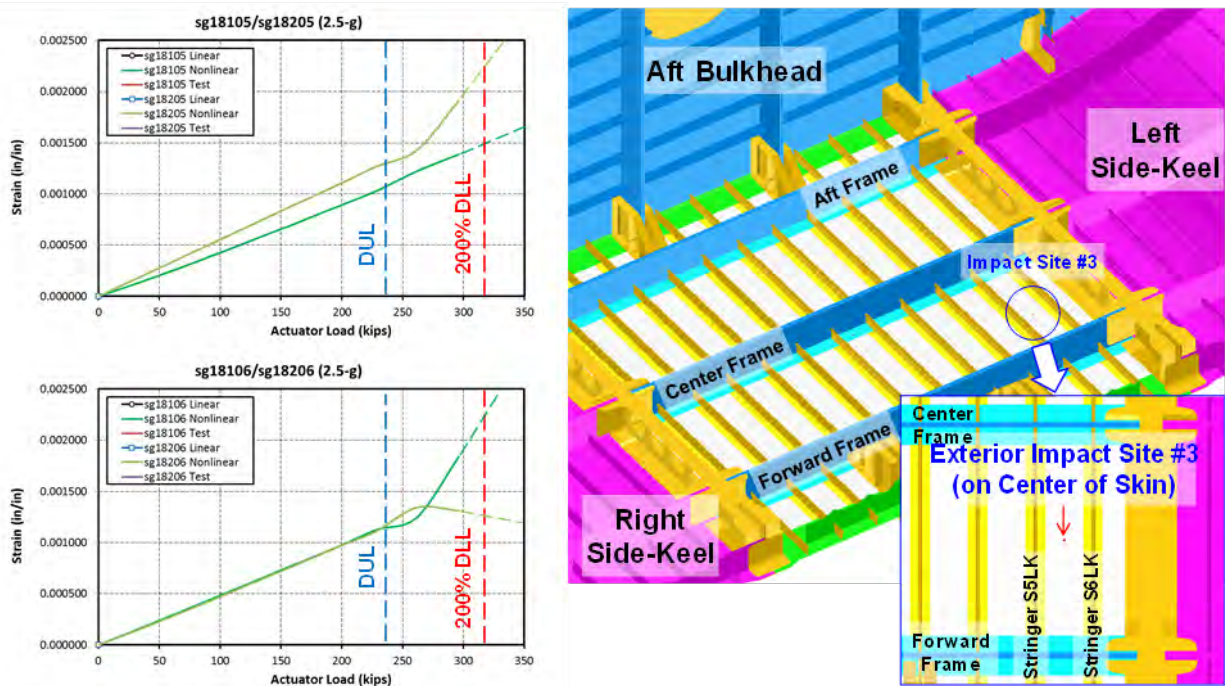 sg18105/sg18205 (2.5-g)
0.002500
0.002000
0.001500
0.001000
0.000500
0.000000
Strain (in/in)
sg18105 Linear
sg18105 Nonlinear
sg18105 Test
sg18205 Linear
sg18205 Nonlinear
sg18205 Test
DUL
200% DLL
0
50
100
150
200
250
300
350
Actuator Load (kips)
sg18106/sg18206 (2.5-g)
0.002500
0.002000
0.001500
0.001000
0.000500
0.000000
Strain (in/in)
sg18106 Linear
sg18106 Nonlinear
sg18106 Test
sg18206 Linear
sg18206 Nonlinear
sg18206 Test
DUL
200% DLL
0
50
100
150
200
250
300
350
Actuator Load (kips)
Aft Bulkhead
Left
Side-Keel
Aft Frame
Impact Site #3
Center Frame
Forward Frame
Right
Side-Keel
Center
Frame
Exterior Impact Site #3
(on Center of Skin)
Stringer S5LK
Stringer S6LK
Forward
Frame